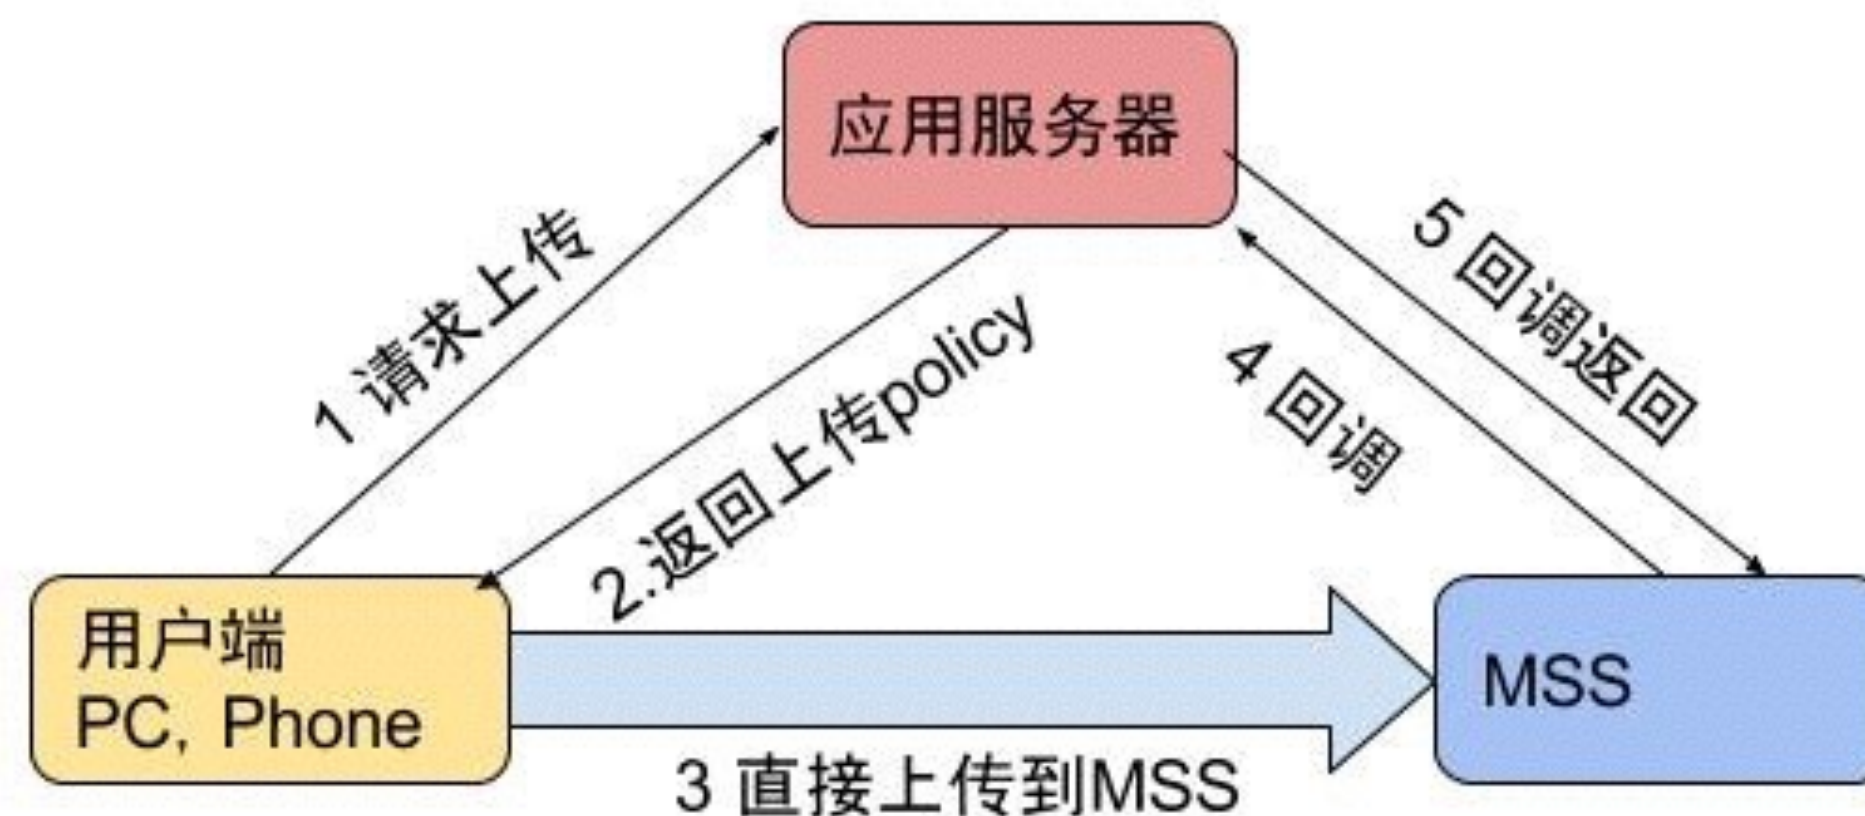 应用服务器
1 请求上传
2.返回上传policy
5 回调返回
4 回调
用户端
PC, Phone
MSS
3 直接上传到MSS